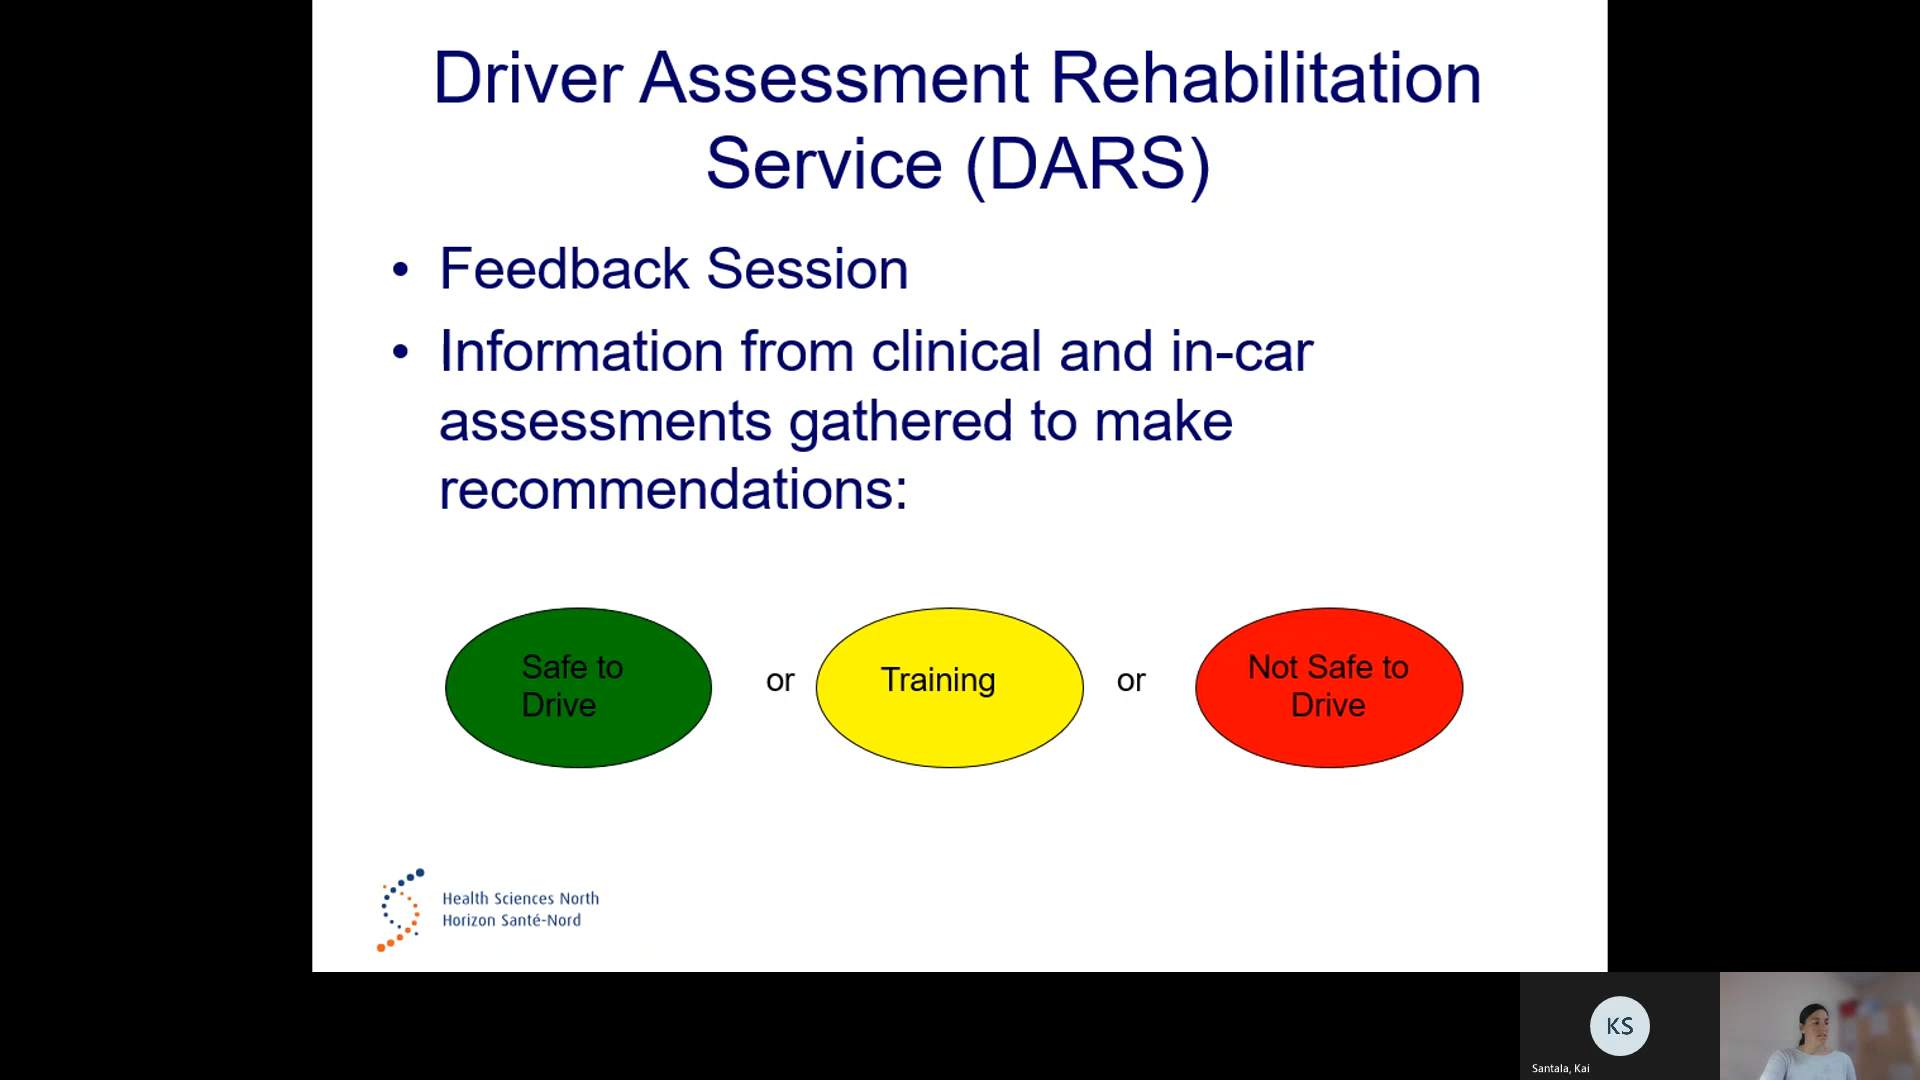 Driver Assessment Rehabilitation
Service (DARS)
• Feedback Session
• Information from clinical and in-car
assessments gathered to make
recommendations:
Safe to
Drive
or
Training
or
Not Safe to
Drive
Health Sciences North
Horizon Santé-Nord
KS
Santala, Kai